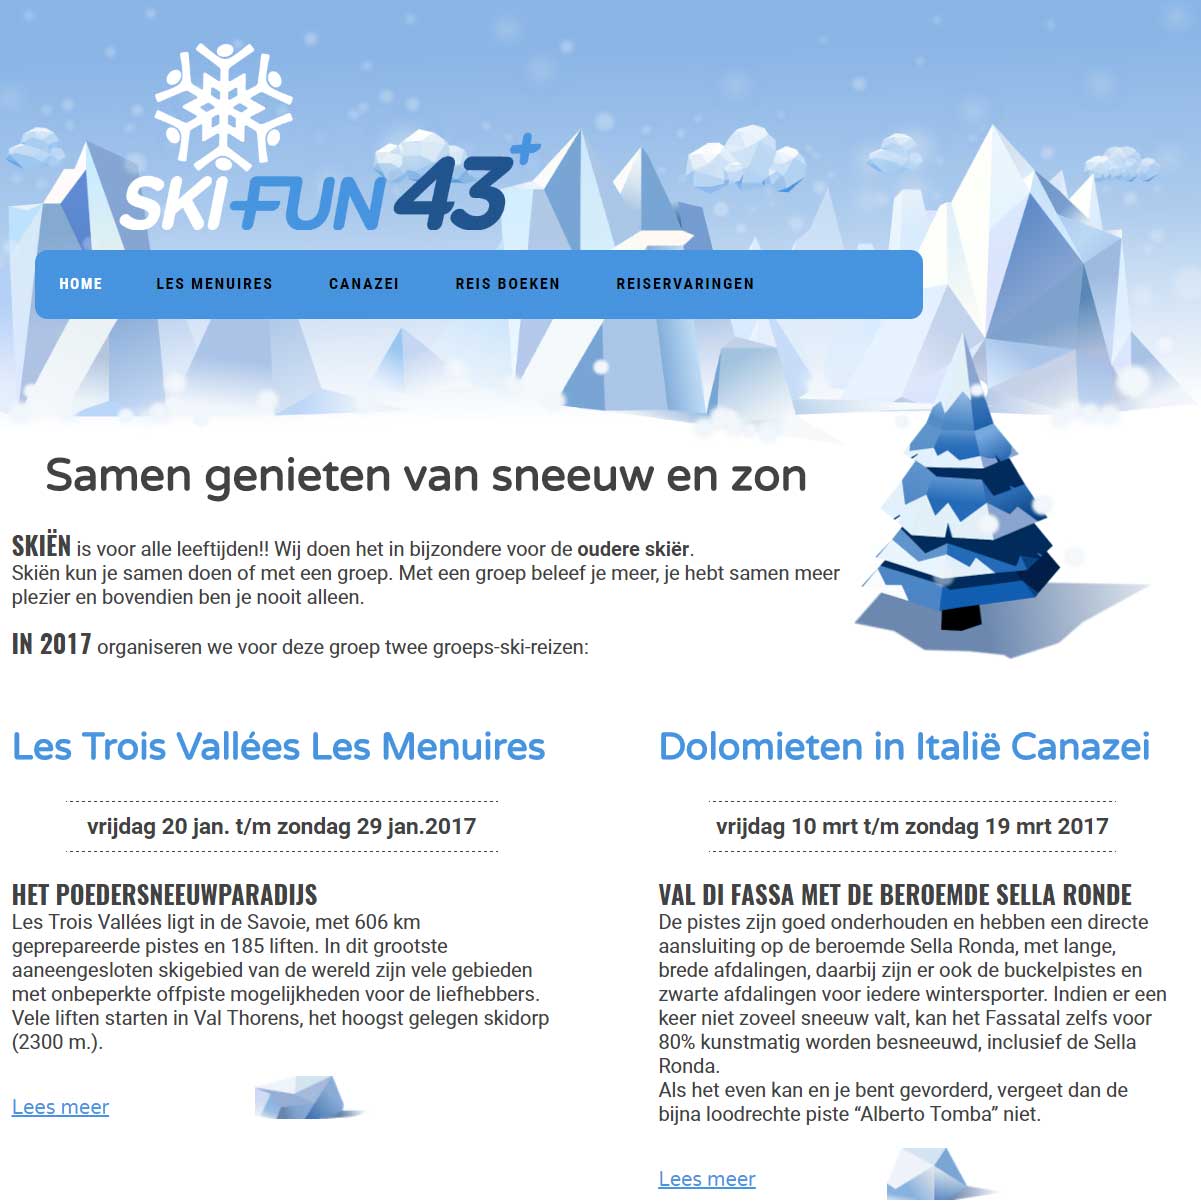 SKI FUN 43+
HOME LES MENUIRES CANAZEI REIS BOEKEN REISERVARINGEN
Samen genieten van sneeuw en zon
SKIËN is voor alle leeftijden!! Wij doen het in bijzondere voor de oudere skiër.
Skiën kun je samen doen of met een groep. Met een groep beleef je meer, je hebt samen meer
plezier en bovendien ben je nooit alleen.
IN 2017 organiseren we voor deze groep twee groeps-ski-reizen:
Les Trois Vallées Les Menuires
vrijdag 20 jan. t/m zondag 29 jan.2017
HET POEDERSNEEUWPARADIJS
Les Trois Vallées ligt in de Savoie, met 606 km
geprepareerde pistes en 185 liften. In dit grootste
aaneengesloten skigebied van de wereld zijn vele gebieden
met onbeperkte offpiste mogelijkheden voor de liefhebbers.
Vele liften starten in Val Thorens, het hoogst gelegen skidorp
(2300 m.).
Lees meer
Dolomieten in Italië Canazei
vrijdag 10 mrt t/m zondag 19 mrt 2017
VAL DI FASSA MET DE BEROEMDE SELLA RONDE
De pistes zijn goed onderhouden en hebben een directe
aansluiting op de beroemde Sella Ronda, met lange,
brede afdalingen, daarbij zijn er ook de buckelpistes en
zwarte afdalingen voor iedere wintersporter. Indien er een
keer niet zoveel sneeuw valt, kan het Fassatal zelfs voor
80% kunstmatig worden besneeuwd, inclusief de Sella
Ronda.
Als het even kan en je bent gevorderd, vergeet dan de
bijna loodrechte piste “Alberto Tomba” niet.
Lees meer